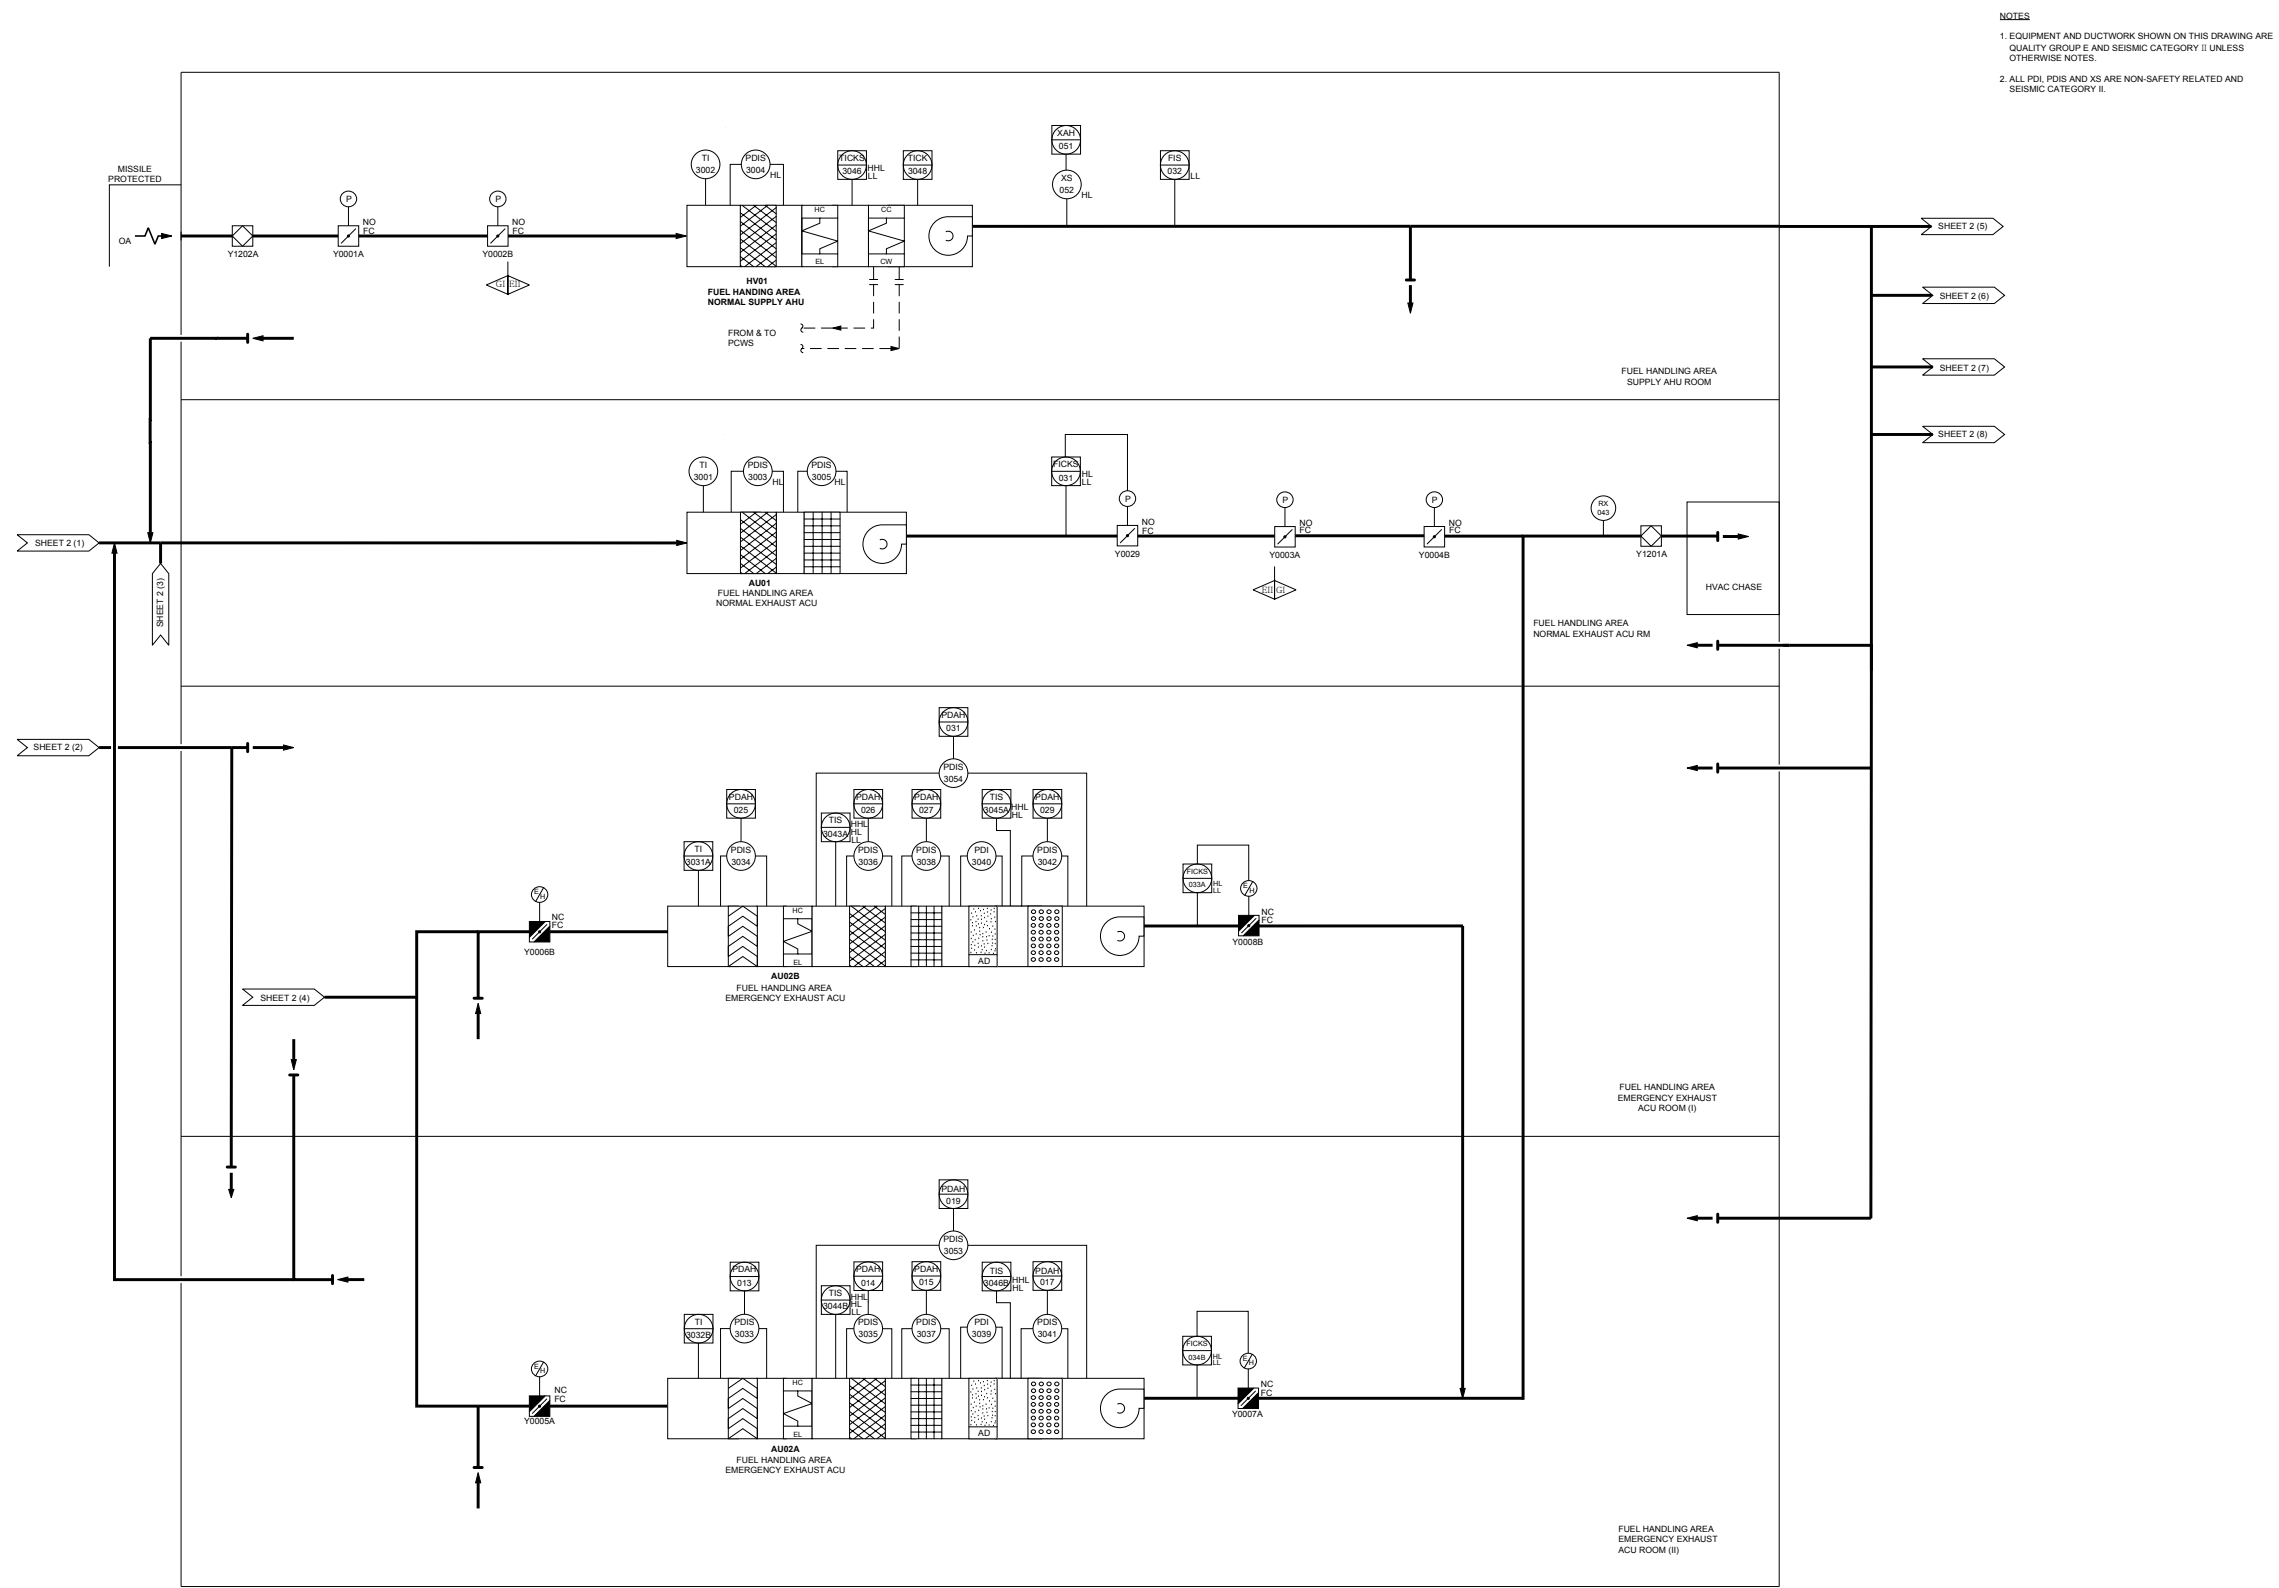 NOTES
1. EQUIPMENT AND DUCTWORK SHOWN ON THIS DRAWING ARE
QUALITY GROUP E AND SEISMIC CATEGORY II UNLESS
OTHERWISE NOTES.
2. ALL PDI, PDIS AND XS ARE NON-SAFETY RELATED AND
SEISMIC CATEGORY II.
MISSILE
PROTECTED
OA
Y1202A
P
NO
FC
Y0001A
P
NO
FC
Y0002B
GI EII
TI
3002
PDIS
3004
HL
TICKS
3046
HHL
LL
TICK
3048
HC
EL
CC
CW
HV01
FUEL HANDING AREA
NORMAL SUPPLY AHU
FROM & TO
PCWS
XAH
051
XS
052
HL
FIS
032
LL
SHEET 2 (5)
SHEET 2 (6)
SHEET 2 (7)
SHEET 2 (8)
FUEL HANDLING AREA
SUPPLY AHU ROOM
SHEET 2 (1)
SHEET 2 (3)
TI
3001
PDIS
3003
HL
PDIS
3005
HL
AU01
FUEL HANDLING AREA
NORMAL EXHAUST ACU
FICKS
031
HL
LL
P
NO
FC
Y0029
P
NO
FC
Y0003A
EII GI
P
NO
FC
Y0004B
RX
043
Y1201A
HVAC CHASE
FUEL HANDLING AREA
NORMAL EXHAUST ACU RM
SHEET 2 (2)
PDAH
031
PDIS
3054
PDAH
025
TIS
3043A
HHL
HL
LL
PDAH
026
PDAH
027
TIS
3045A
HHL
HL
PDAH
029
TI
3031A
PDIS
3034
PDIS
3036
PDIS
3038
PDI
3040
PDIS
3042
E/H
NC
FC
Y0006B
HC
EL
AD
AU02B
FUEL HANDLING AREA
EMERGENCY EXHAUST ACU
FICKS
033A
HL
LL
E/H
NC
FC
Y0008B
SHEET 2 (4)
FUEL HANDLING AREA
EMERGENCY EXHAUST
ACU ROOM (I)
PDAH
019
PDIS
3053
PDAH
013
TIS
3044B
HHL
HL
LL
PDAH
014
PDAH
015
TIS
3046B
HHL
HL
PDAH
017
TI
3032B
PDIS
3033
PDIS
3035
PDIS
3037
PDI
3039
PDIS
3041
E/H
NC
FC
Y0005A
HC
EL
AD
AU02A
FUEL HANDLING AREA
EMERGENCY EXHAUST ACU
FICKS
034B
HL
LL
E/H
NC
FC
Y0007A
FUEL HANDLING AREA
EMERGENCY EXHAUST
ACU ROOM (II)